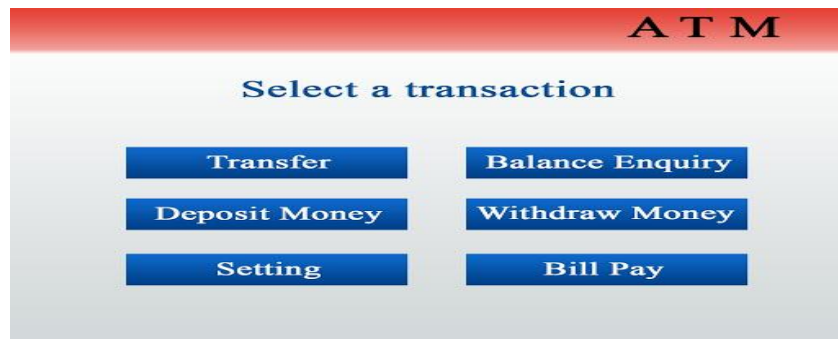 ATM
Select a transaction
Transfer
Balance Enquiry
Deposit Money
Withdraw Money
Setting
Bill Pay